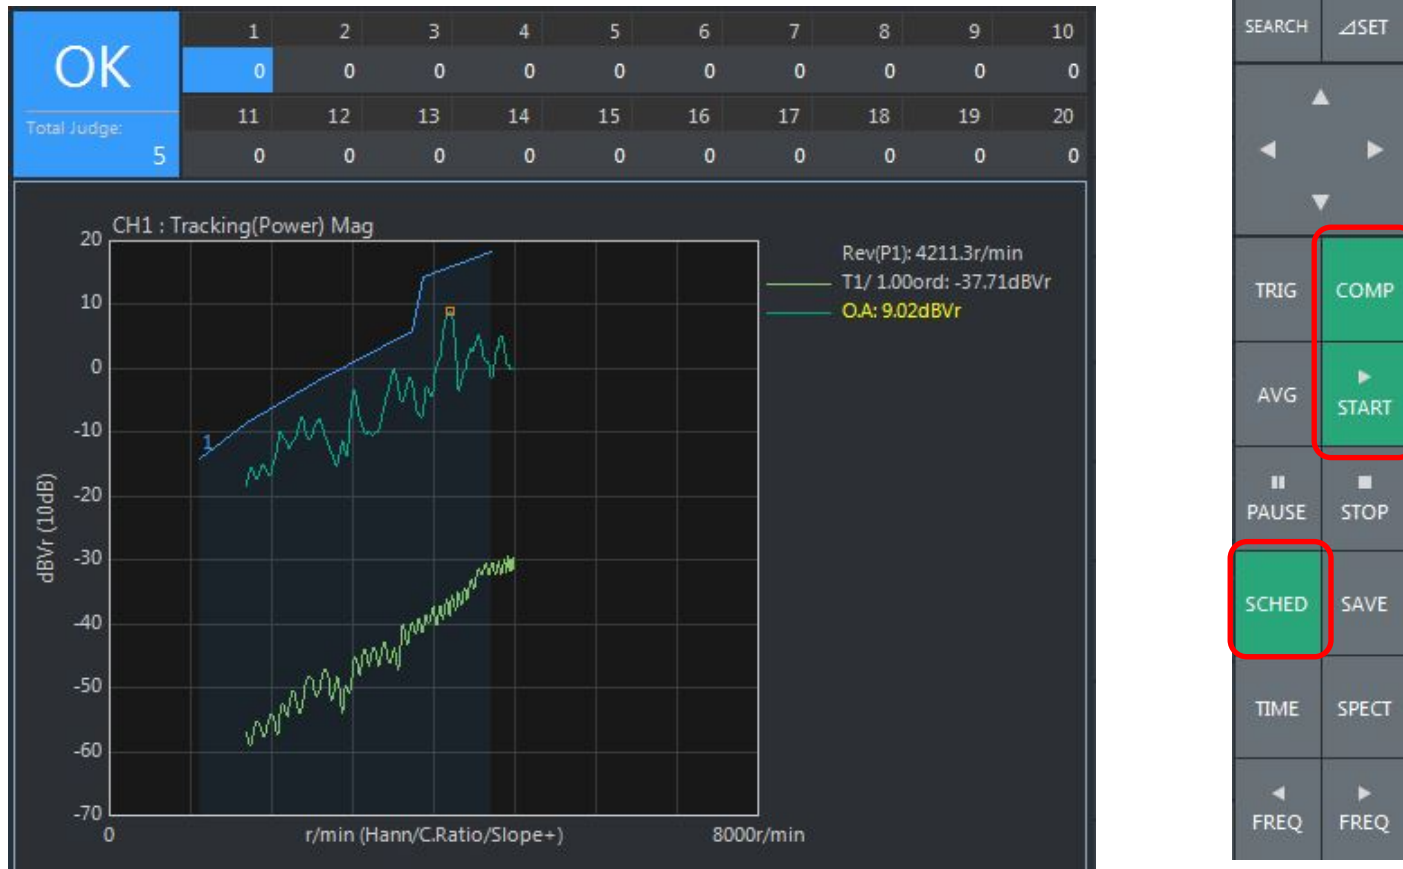 OK
Total Judge:
5
1 2 3 4 5 6 7 8 9 10
0 0 0 0 0 0 0 0 0 0
11 12 13 14 15 16 17 18 19 20
0 0 0 0 0 0 0 0 0 0
CH1 : Tracking(Power) Mag
Rev(P1): 4211.3r/min
T1/ 1.00ord: -37.71dBVr
O.A: 9.02dBVr
20
10
0
-10
-20
-30
-40
-50
-60
-70
dBVr (10dB)
1
0 r/min (Hann/C.Ratio/Slope+) 8000r/min
SEARCH ⊿SET
▲
◀ ▶
▼
TRIG COMP
AVG ▶ START
PAUSE STOP
SCHED SAVE
TIME SPECT
◀ ▶
FREQ FREQ